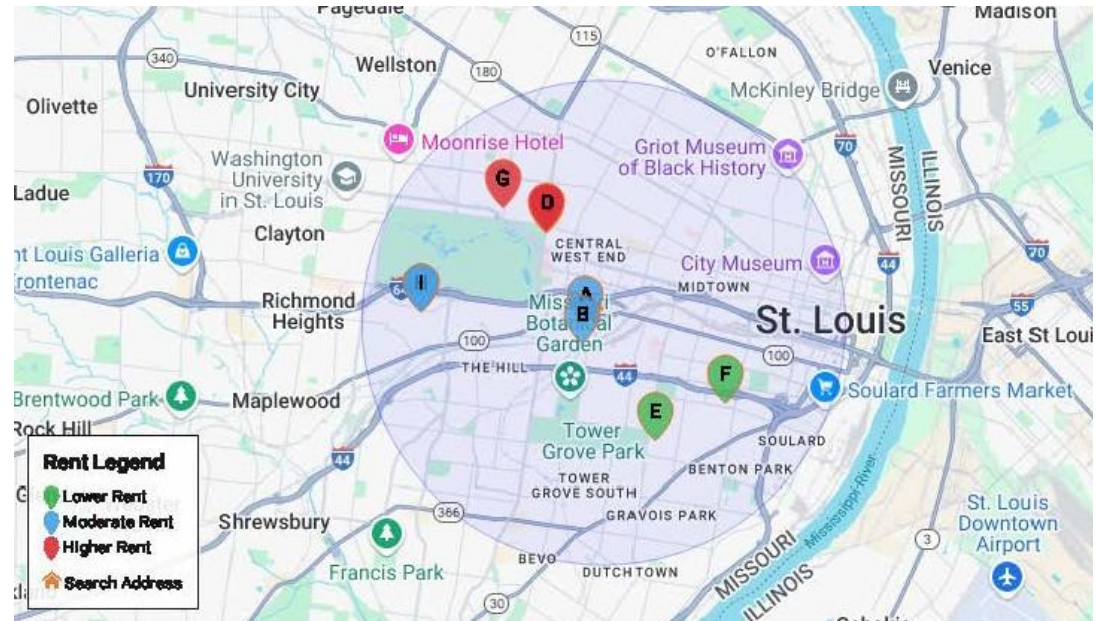 Pagedale
Madison
115
340
O'FALLON
Wellston
180
Venice
University City
McKinley Bridge
Olivette
Moonrise Hotel
Griot Museum
of Black History
70
MISSOURI
ILLINOIS
Washington
University
in St. Louis
170
G
D
Ladue
Clayton
CENTRAL
WEST END
nt Louis Galleria
Frontenac
City Museum
44
70
I
64
A
MIDTOWN
Richmond
Heights
55
B
Botanical
Garden
St. Louis
East St Loui
100
100
THE HILL
44
F
Brentwood Park
Maplewood
Soulard Farmers Market
E
Rock Hill
Tower
Grove Park
SOULARD
44
BENTON PARK
Rent Legend
Lower Rent
Moderate Rent
Higher Rent
Search Address
TOWER
GROVE SOUTH
Mississippi River
St. Louis
Downtown
Airport
366
GRAVOIS PARK
Shrewsbury
3
BEVO
DUTCHTOWN
MISSOURI
ILLINOIS
Francis Park
30